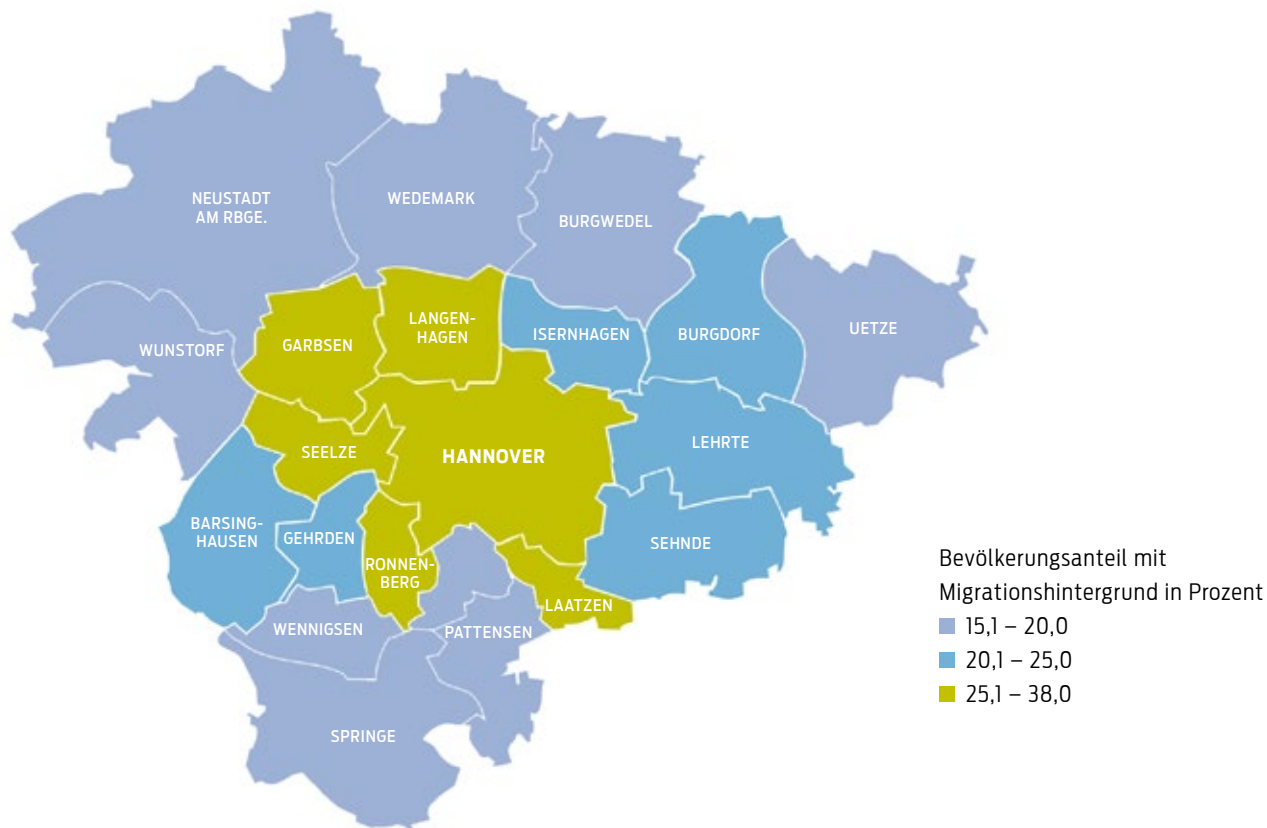 NEUSTADT
AM RBGE.
WEDEMARK
BURGWEDEL
WUNSTORF
GARBSEN
LANGEN-
HAGEN
ISERNHAGEN
BURGDORF
UETZE
SEELZE
HANNOVER
LEHRTE
BARSING-
HAUSEN
GEHRDEN
RONNEN-
BERG
SEHNDE
LAATZEN
WENNIGSEN
PATTENSEN
SPRINGE
Bevölkerungsanteil mit
Migrationshintergrund in Prozent
15,1 – 20,0
20,1 – 25,0
25,1 – 38,0